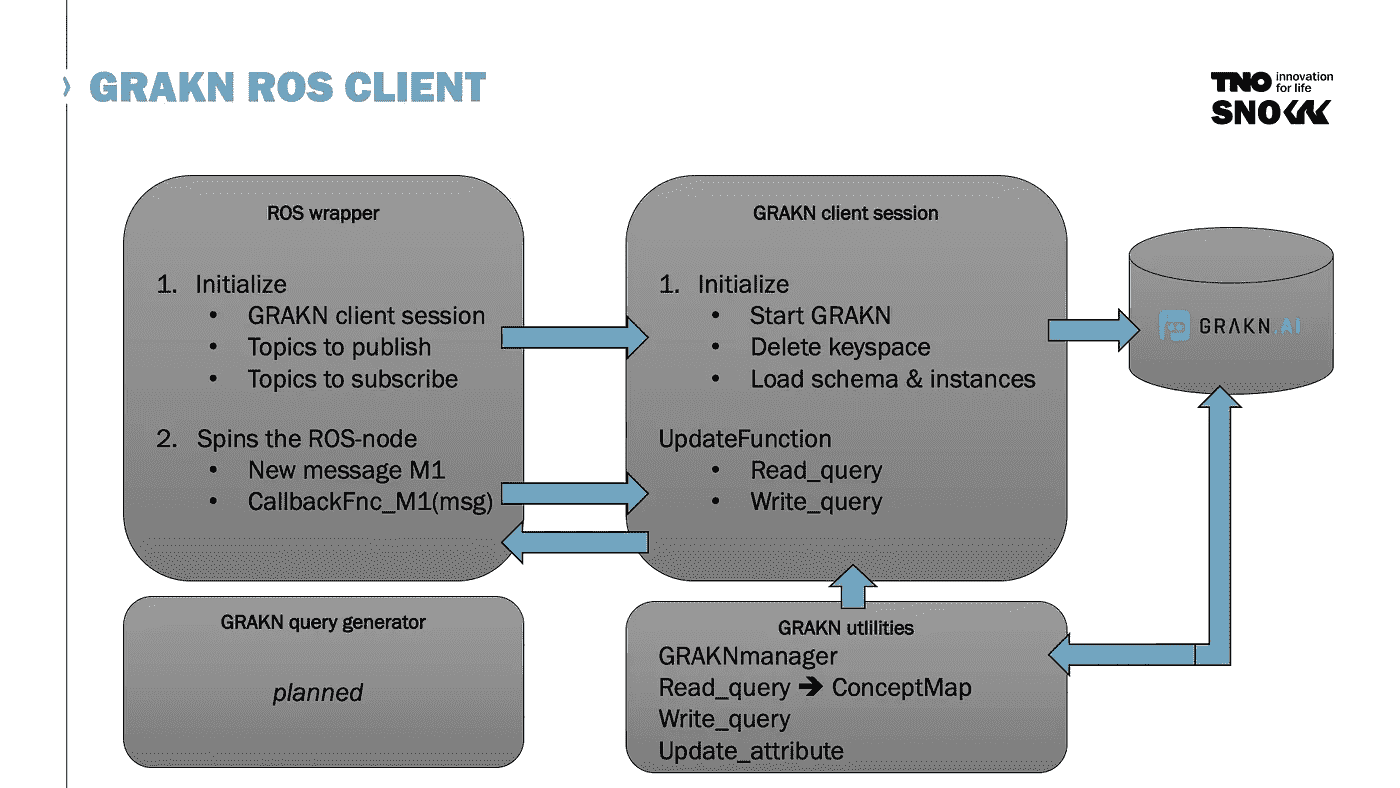 GRAKN ROS CLIENT
TNO innovation
for life
SNOW
ROS wrapper
1. Initialize
• GRAKN client session
• Topics to publish
• Topics to subscribe
2. Spins the ROS-node
• New message M1
• CallbackFnc_M1(msg)
GRAKN client session
1. Initialize
• Start GRAKN
• Delete keyspace
• Load schema & instances
UpdateFunction
• Read_query
• Write_query
GRAKN.AI
GRAKN query generator
planned
GRAKN utlilities
GRAKNmanager
Read_query ➔ ConceptMap
Write_query
Update_attribute